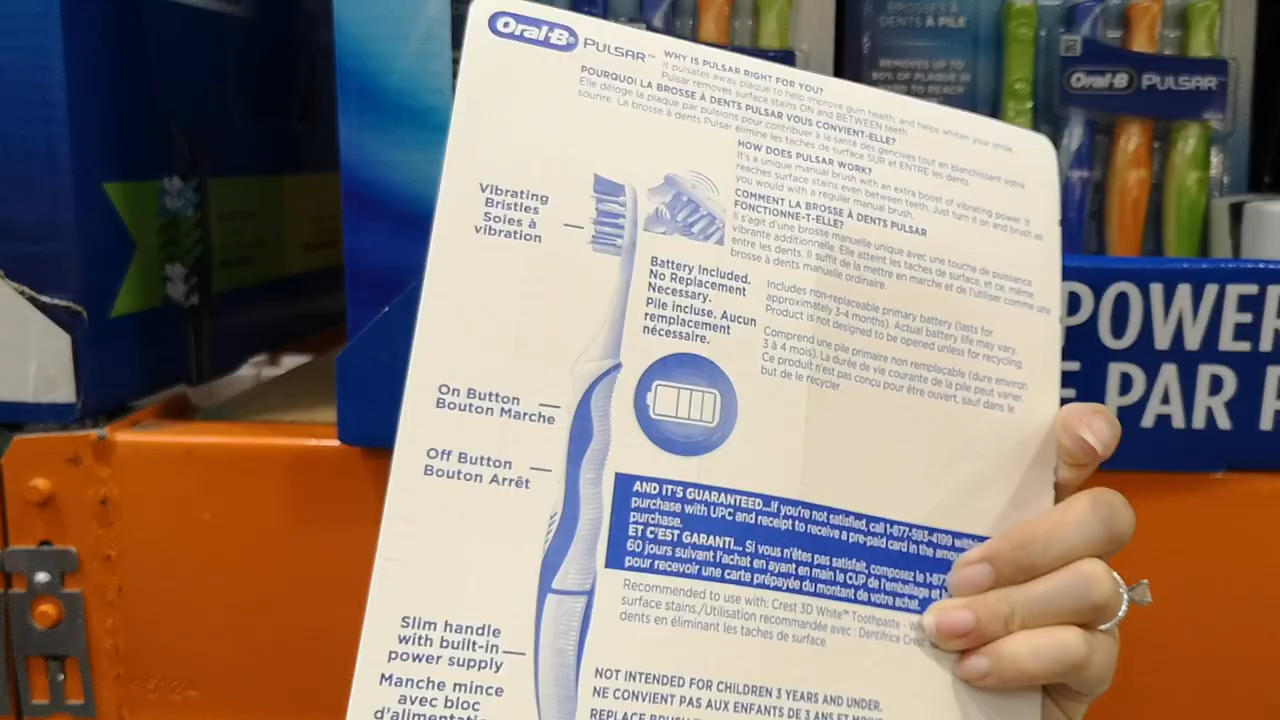 Oral-B PULSAR™
WHY IS PULSAR RIGHT FOR YOU?
It pulsates away plaque to help improve gum health, and helps whiten your smile.
Pulsar removes surface stains ON and BETWEEN teeth.
POURQUOI LA BROSSE À DENTS PULSAR VOUS CONVIENT-ELLE?
Elle déloge la plaque par pulsions pour contribuer à la santé des gencives tout en blanchissant votre
sourire. La brosse à dents Pulsar élimine les taches de surface SUR et ENTRE les dents.
HOW DOES PULSAR WORK?
It's a unique manual brush with an extra boost of vibrating power. It
reaches surface stains even between teeth. Just turn it on and brush as
you would with a regular manual brush.
COMMENT LA BROSSE À DENTS PULSAR
FONCTIONNE-T-ELLE?
Il s'agit d'une brosse manuelle unique avec une touche de puissance
vibrante additionnelle. Elle atteint les taches de surface, et ce, même
entre les dents. Il suffit de la mettre en marche et de l'utiliser comme une
brosse à dents manuelle ordinaire.
Vibrating
Bristles
Soies à
vibration
Battery Included.
No Replacement
Necessary.
Pile incluse. Aucun
remplacement
nécessaire.
Includes non-replaceable primary battery (lasts for
approximately 3-4 months). Actual battery life may vary.
Product is not designed to be opened unless for recycling.
Comprend une pile primaire non remplaçable (dure environ
3 à 4 mois). La durée de vie courante de la pile peut varier.
Ce produit n'est pas conçu pour être ouvert, sauf dans le
but de le recycler.
On Button
Bouton Marche
Off Button
Bouton Arrêt
AND IT'S GUARANTEED...If you're not satisfied, call 1-877-593-4199 within
purchase with UPC and receipt to receive a pre-paid card in the amou
purchase.
ET C'EST GARANTI... Si vous n'êtes pas satisfait, composez le 1-877
60 jours suivant l'achat en ayant en main le CUP de l'emballage et l
pour recevoir une carte prépayée du montant de votre achat.
Recommended to use with: Crest 3D White™ Toothpaste - W
surface stains./Utilisation recommandée avec : Dentifrice Crest
dents en éliminant les taches de surface.
Slim handle
with built-in
power supply
Manche mince
avec bloc
d'alimentatio
NOT INTENDED FOR CHILDREN 3 YEARS AND UNDER.
NE CONVIENT PAS AUX ENFANTS DE 3 ANS ET MOINS
REPLACE BRUSH
BROSSES À
DENTS À PILE
REMOVES UP TO
90% OF PLAQUE IN
HARD TO REACH
Oral-B PULSAR™
POWER
PAR P